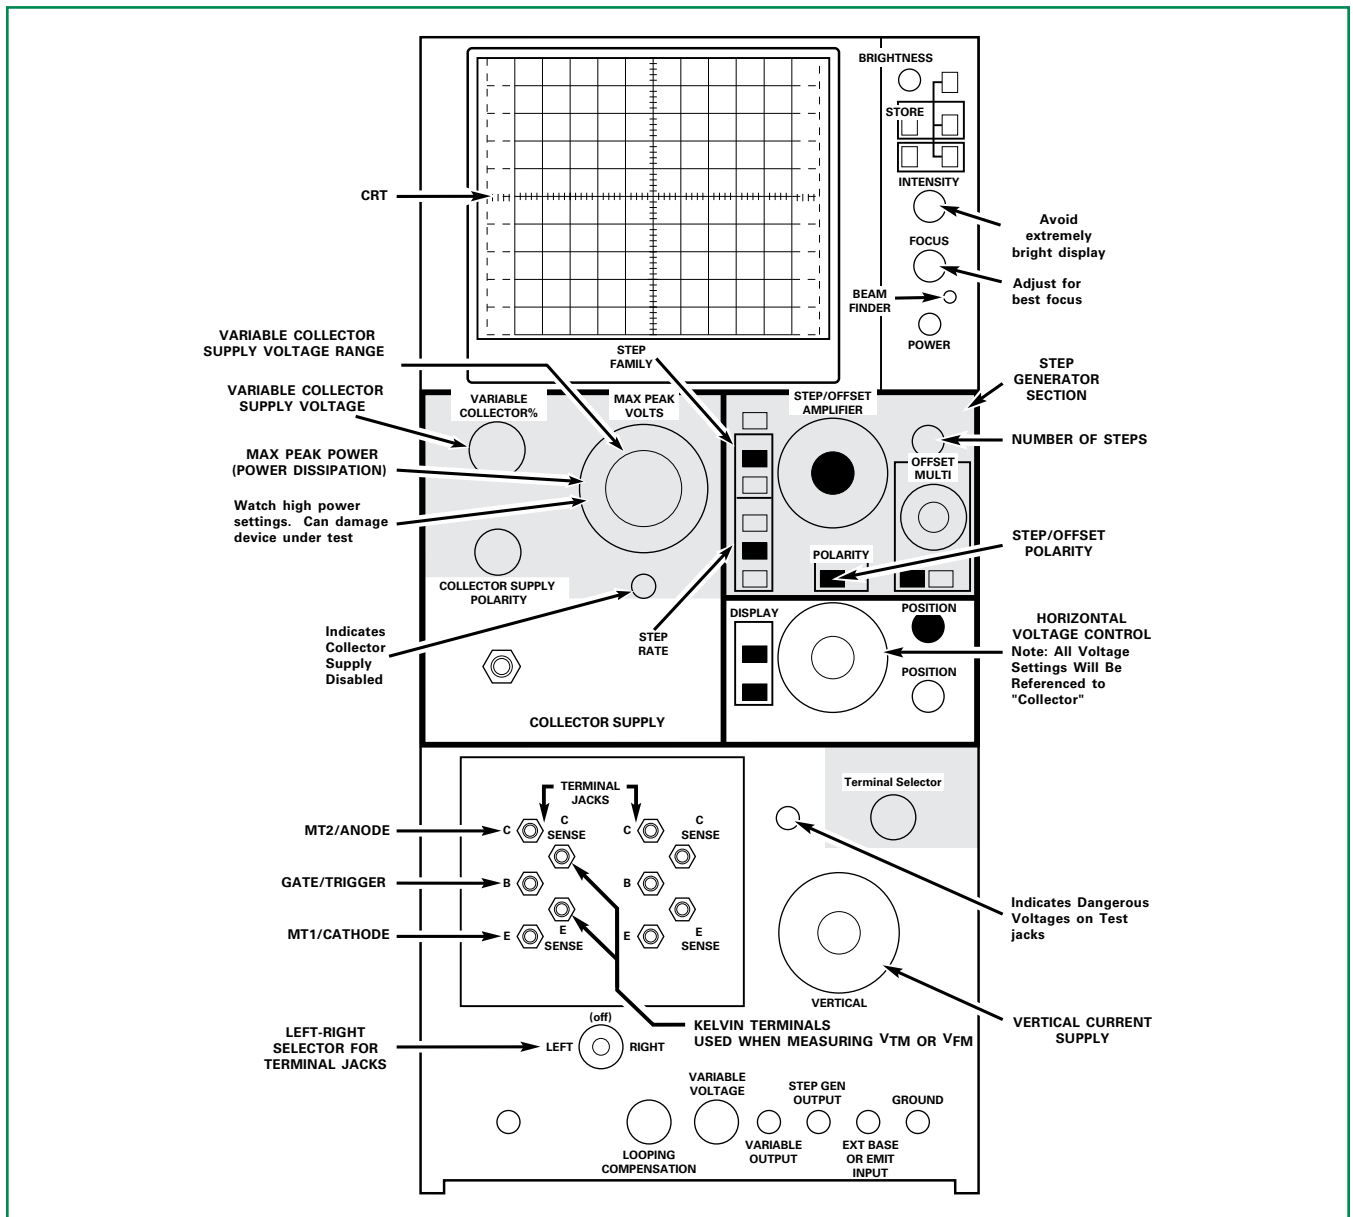 BRIGHTNESS
STORE
INTENSITY
CRT
Avoid
extremely
bright display
FOCUS
Adjust for
best focus
BEAM
FINDER
POWER
VARIABLE COLLECTOR
SUPPLY VOLTAGE RANGE
STEP
FAMILY
STEP
GENERATOR
SECTION
VARIABLE COLLECTOR
SUPPLY VOLTAGE
VARIABLE
COLLECTOR%
MAX PEAK
VOLTS
STEP/OFFSET
AMPLIFIER
NUMBER OF STEPS
MAX PEAK POWER
(POWER DISSIPATION)
OFFSET
MULTI
Watch high power
settings. Can damage
device under test
STEP/OFFSET
POLARITY
POLARITY
COLLECTOR SUPPLY
POLARITY
DISPLAY
POSITION
Indicates
Collector
Supply
Disabled
STEP
RATE
HORIZONTAL
VOLTAGE CONTROL
Note: All Voltage
Settings Will Be
Referenced to
"Collector"
POSITION
COLLECTOR SUPPLY
TERMINAL
JACKS
Terminal Selector
MT2/ANODE
C
C
SENSE
C
C
SENSE
GATE/TRIGGER
B
B
MT1/CATHODE
E
E
SENSE
E
E
SENSE
Indicates Dangerous
Voltages on Test
jacks
VERTICAL
(off)
LEFT
RIGHT
LEFT-RIGHT
SELECTOR FOR
TERMINAL JACKS
KELVIN TERMINALS
USED WHEN MEASURING VTM OR VFM
VERTICAL CURRENT
SUPPLY
VARIABLE
VOLTAGE
STEP GEN
OUTPUT
GROUND
LOOPING
COMPENSATION
VARIABLE
OUTPUT
EXT BASE
OR EMIT
INPUT